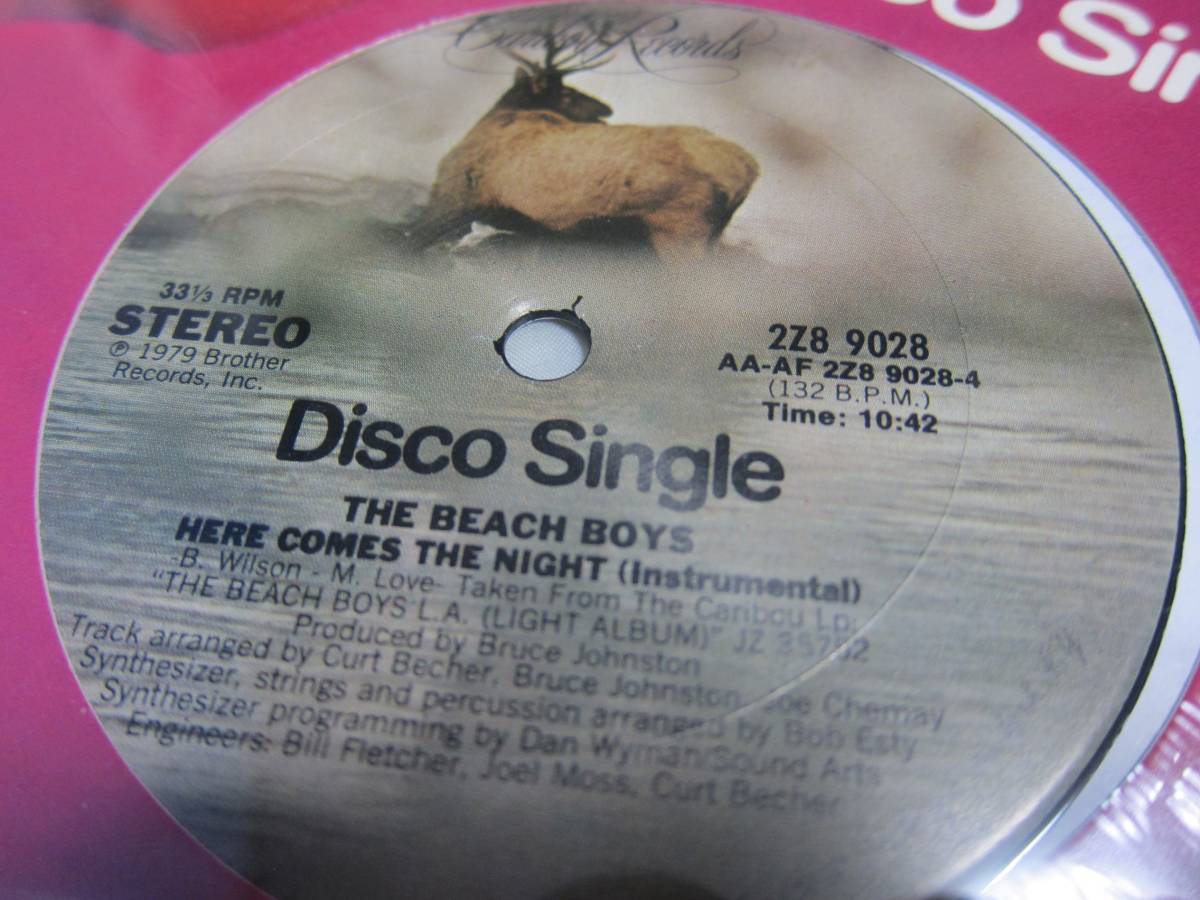 Caribou Records
Sin
33⅓ RPM
STEREO
℗ 1979 Brother
Records, Inc.
2Z8 9028
AA-AF 2Z8 9028-4
(132 B.P.M.)
Time: 10:42
Disco Single
THE BEACH BOYS
HERE COMES THE NIGHT (Instrumental)
-B. Wilson - M. Love- Taken From The Caribou Lp:
"THE BEACH BOYS L.A. (LIGHT ALBUM)" JZ 35752
Produced by Bruce Johnston
Track arranged by Curt Becher, Bruce Johnston, Joe Chemay
Synthesizer, strings and percussion arranged by Bob Esty
Synthesizer programming by Dan Wyman/Sound Arts
Engineers: Bill Fletcher, Joel Moss, Curt Becher